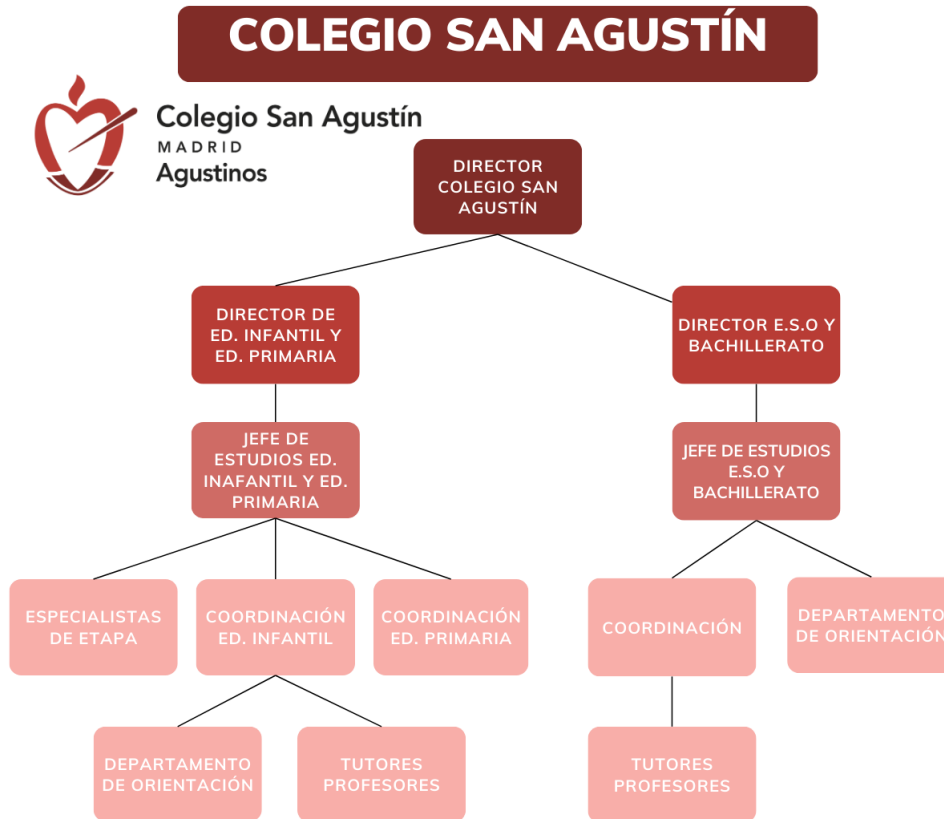 COLEGIO SAN AGUSTÍN
Colegio San Agustín
MADRID
Agustinos
DIRECTOR
COLEGIO SAN
AGUSTÍN
DIRECTOR DE
ED. INFANTIL Y
ED. PRIMARIA
DIRECTOR E.S.O Y
BACHILLERATO
JEFE DE
ESTUDIOS ED.
INAFANTIL Y ED.
PRIMARIA
JEFE DE ESTUDIOS
E.S.O Y
BACHILLERATO
ESPECIALISTAS
DE ETAPA
COORDINACIÓN
ED. INFANTIL
COORDINACIÓN
ED. PRIMARIA
COORDINACIÓN
DEPARTAMENTO
DE ORIENTACIÓN
DEPARTAMENTO
DE ORIENTACIÓN
TUTORES
PROFESORES
TUTORES
PROFESORES